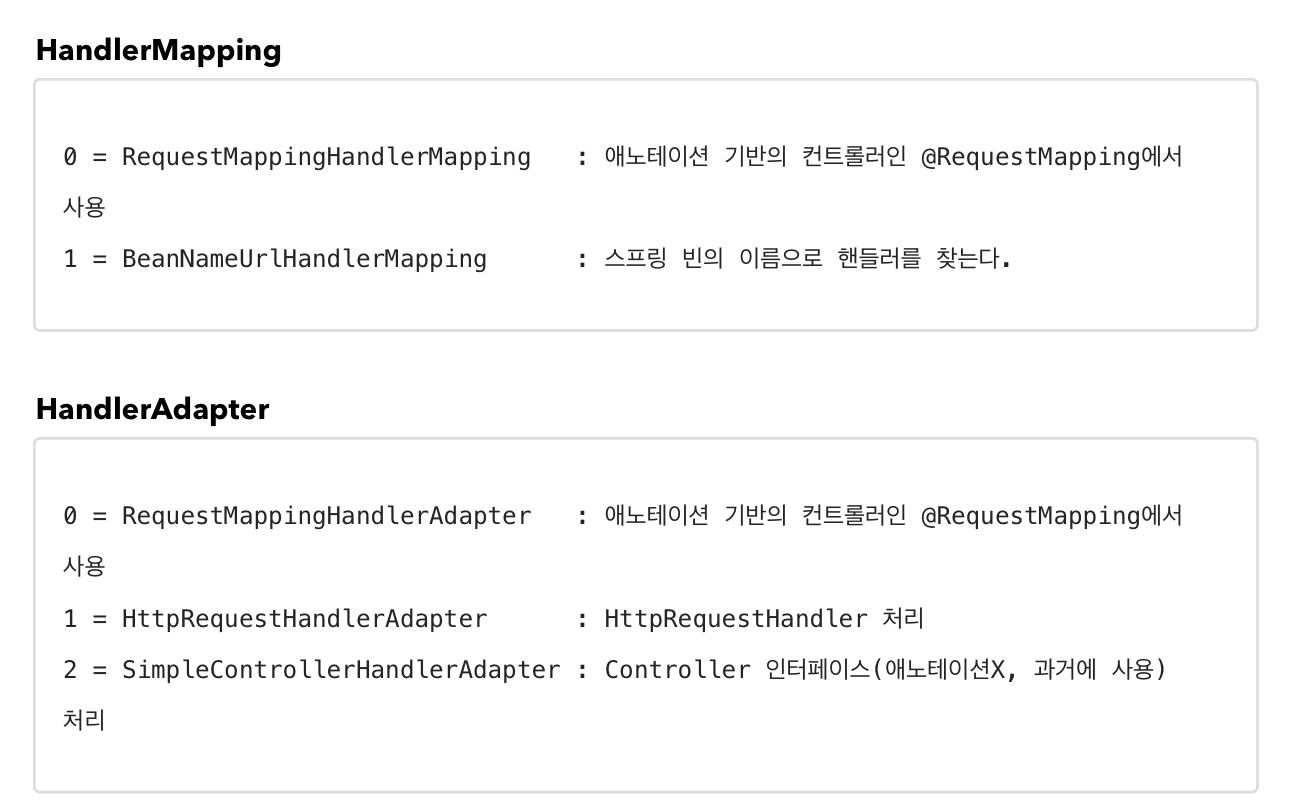 HandlerMapping
0 = RequestMappingHandlerMapping   : 애노테이션 기반의 컨트롤러인 @RequestMapping에서
사용
1 = BeanNameUrlHandlerMapping      : 스프링 빈의 이름으로 핸들러를 찾는다.
HandlerAdapter
0 = RequestMappingHandlerAdapter   : 애노테이션 기반의 컨트롤러인 @RequestMapping에서
사용
1 = HttpRequestHandlerAdapter      : HttpRequestHandler 처리
2 = SimpleControllerHandlerAdapter : Controller 인터페이스(애노테이션X, 과거에 사용)
처리